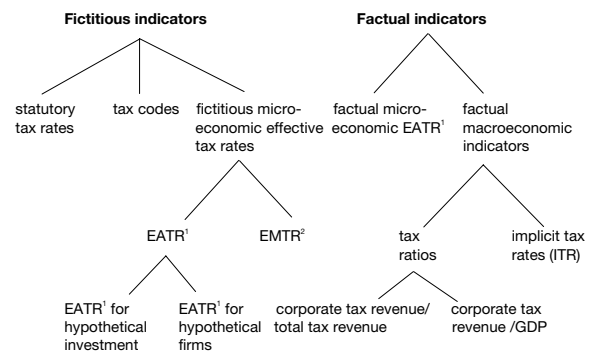 Fictitious indicators
Factual indicators
statutory
tax rates
tax codes
fictitious micro-
economic effective
tax rates
factual micro-
economic EATR¹
factual
macroeconomic
indicators
EATR¹
EMTR²
tax
ratios
implicit tax
rates (ITR)
EATR¹ for
hypothetical
investment
EATR¹ for
hypothetical
firms
corporate tax revenue/
total tax revenue
corporate tax
revenue /GDP